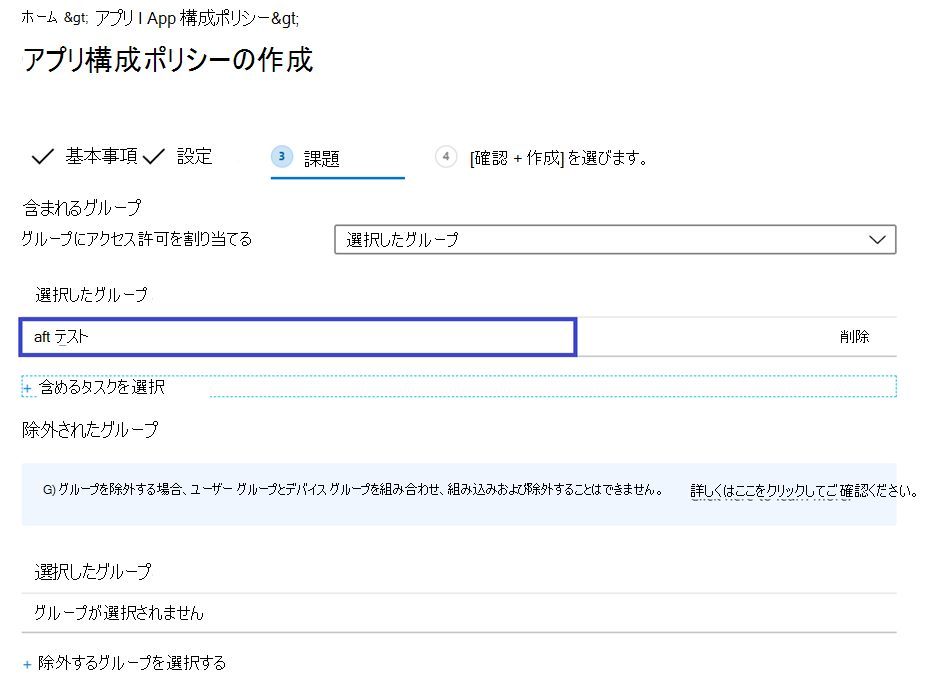 ホーム &gt; アプリ I App 構成ポリシー&gt;
アプリ構成ポリシーの作成
基本事項 設定 3 課題 4 [確認 + 作成] を選びます。
含まれるグループ
グループにアクセス許可を割り当てる 選択したグループ
選択したグループ
aft テスト 削除
+ 含めるタスクを選択
除外されたグループ
G) グループを除外する場合、ユーザー グループとデバイス グループを組み合わせ、組み込みおよび除外することはできません。 詳しくはここをクリックしてご確認ください。
選択したグループ
グループが選択されません
+ 除外するグループを選択する